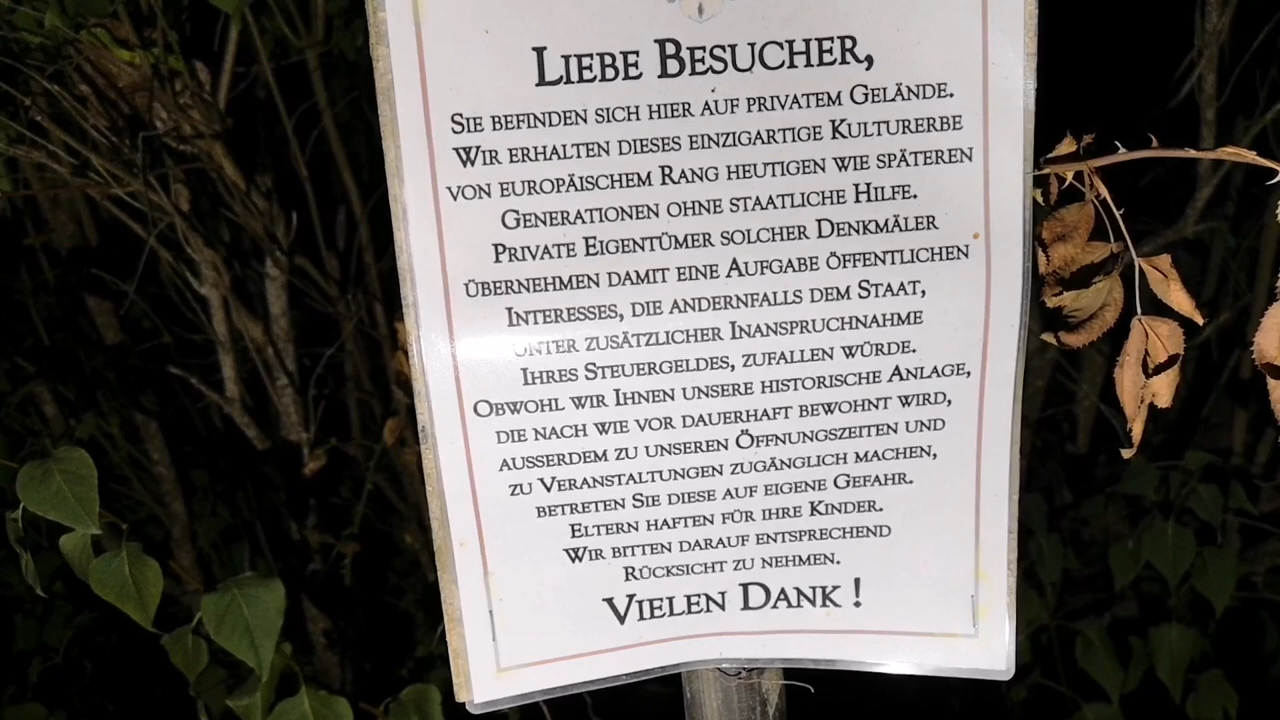 LIEBE BESUCHER,
SIE BEFINDEN SICH HIER AUF PRIVATEM GELÄNDE.
WIR ERHALTEN DIESES EINZIGARTIGE KULTURERBE
VON EUROPÄISCHEM RANG HEUTIGEN WIE SPÄTEREN
GENERATIONEN OHNE STAATLICHE HILFE.
PRIVATE EIGENTÜMER SOLCHER DENKMÄLER
ÜBERNEHMEN DAMIT EINE AUFGABE ÖFFENTLICHEN
INTERESSES, DIE ANDERNFALLS DEM STAAT,
UNTER ZUSÄTZLICHER INANSPRUCHNAHME
IHRES STEUERGELDES, ZUFALLEN WÜRDE.
OBWOHL WIR IHNEN UNSERE HISTORISCHE ANLAGE,
DIE NACH WIE VOR DAUERHAFT BEWOHNT WIRD,
AUSSERDEM ZU UNSEREN ÖFFNUNGSZEITEN UND
ZU VERANSTALTUNGEN ZUGÄNGLICH MACHEN,
BETRETEN SIE DIESE AUF EIGENE GEFAHR.
ELTERN HAFTEN FÜR IHRE KINDER.
WIR BITTEN DARAUF ENTSPRECHEND
RÜCKSICHT ZU NEHMEN.
VIELEN DANK !